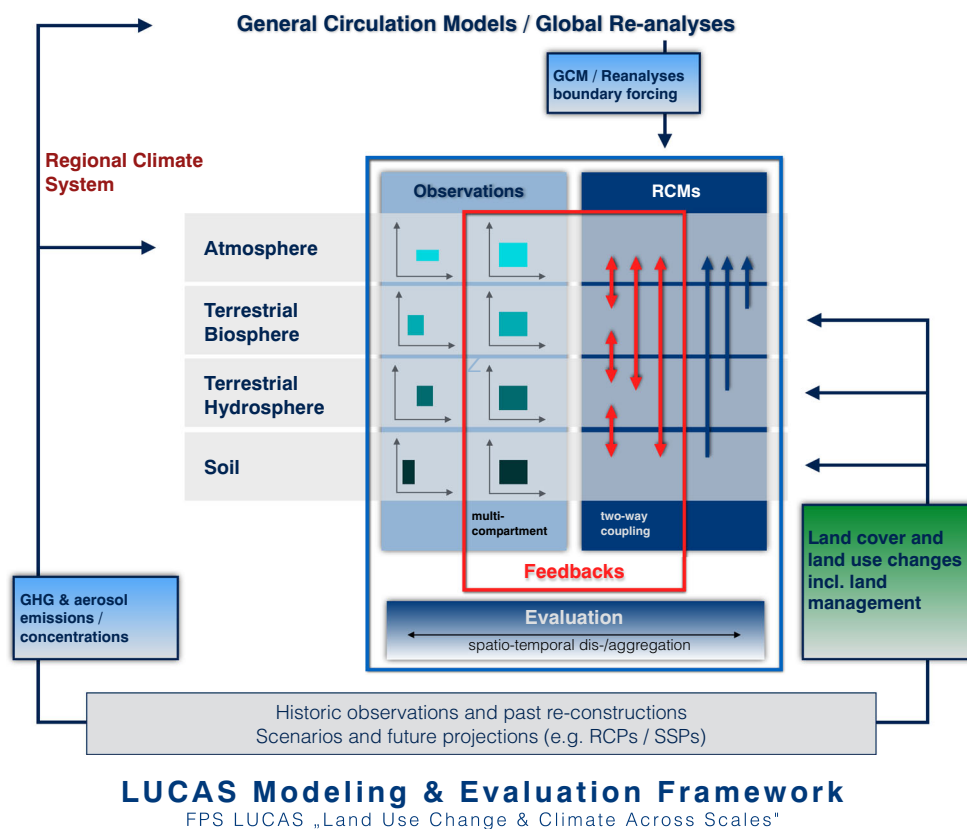 General Circulation Models / Global Re-analyses
GCM / Reanalyses
boundary forcing
Regional Climate
System
Observations
RCMs
Atmosphere
Terrestrial
Biosphere
Terrestrial
Hydrosphere
Soil
multi-
compartment
two-way
coupling
Feedbacks
Evaluation
spatio-temporal dis-/aggregation
GHG & aerosol
emissions /
concentrations
Land cover and
land use changes
incl. land
management
Historic observations and past re-constructions
Scenarios and future projections (e.g. RCPs / SSPs)
LUCAS Modeling & Evaluation Framework
FPS LUCAS „Land Use Change & Climate Across Scales"